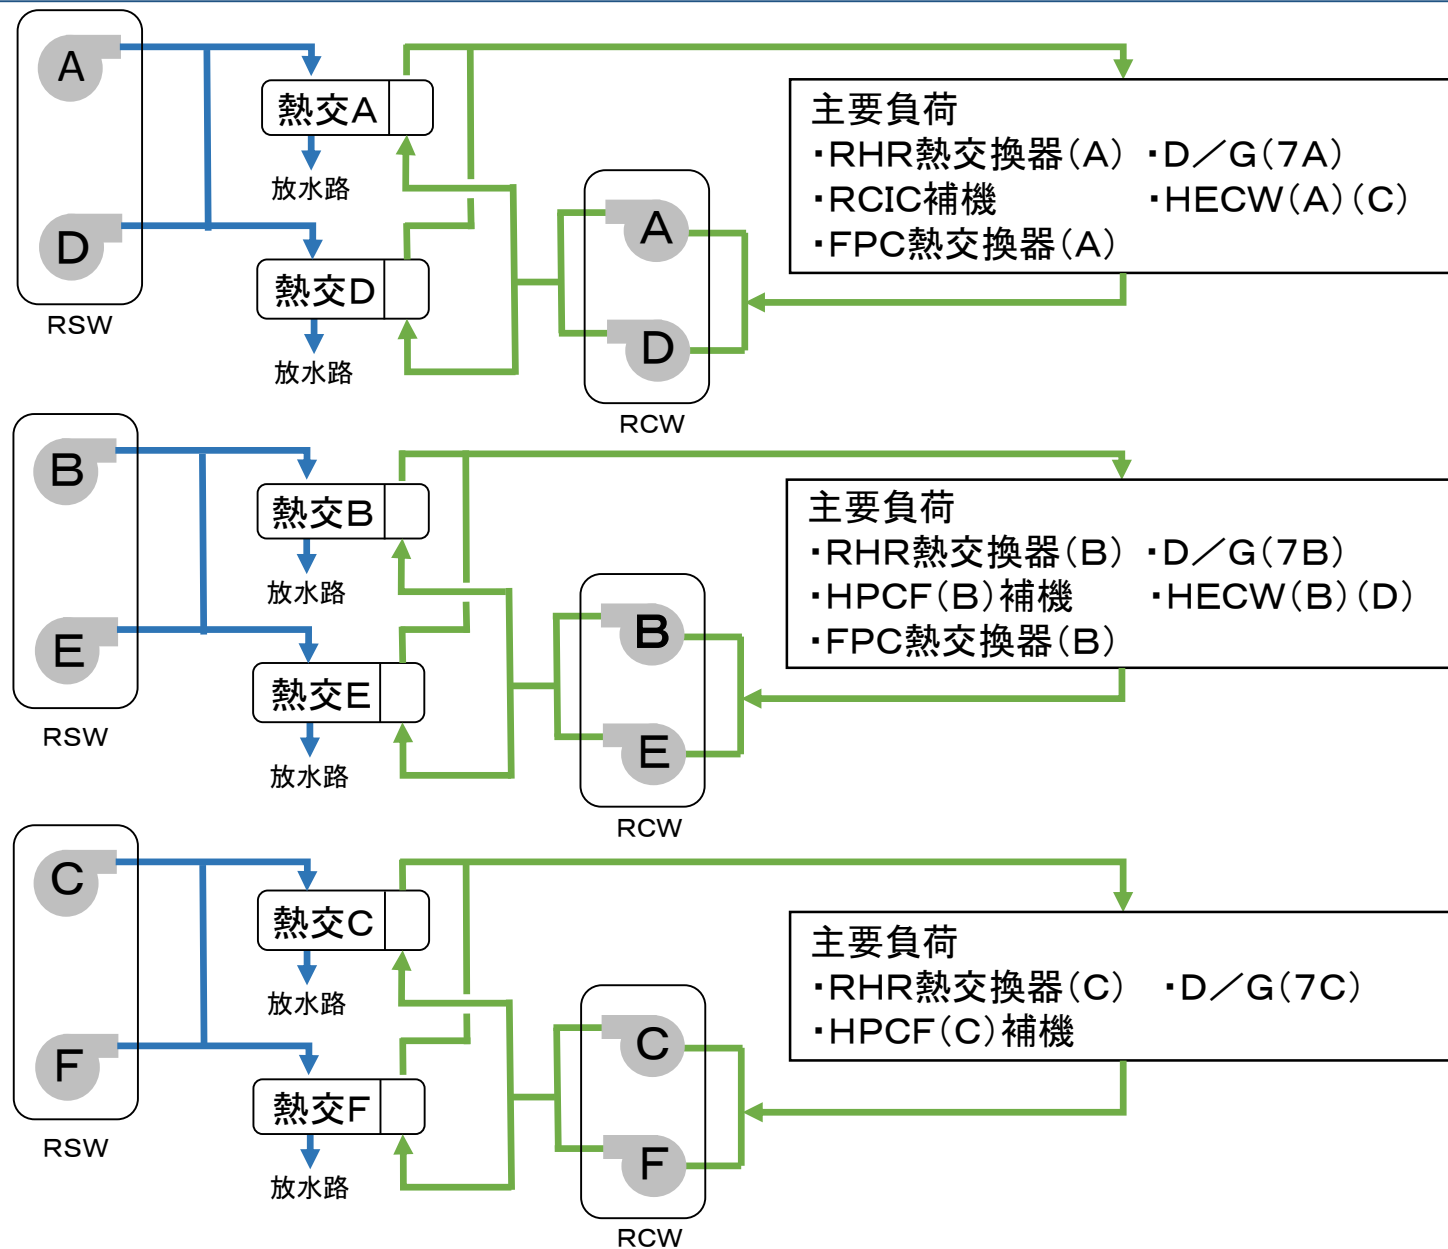 A
D
RSW
熱交A
放水路
熱交D
放水路
A
D
RCW
主要負荷
・RHR熱交換器(A) ・D／G(7A)
・RCIC補機 ・HECW(A)(C)
・FPC熱交換器(A)
B
E
RSW
熱交B
放水路
熱交E
放水路
B
E
RCW
主要負荷
・RHR熱交換器(B) ・D／G(7B)
・HPCF(B)補機 ・HECW(B)(D)
・FPC熱交換器(B)
C
F
RSW
熱交C
放水路
熱交F
放水路
C
F
RCW
主要負荷
・RHR熱交換器(C) ・D／G(7C)
・HPCF(C)補機